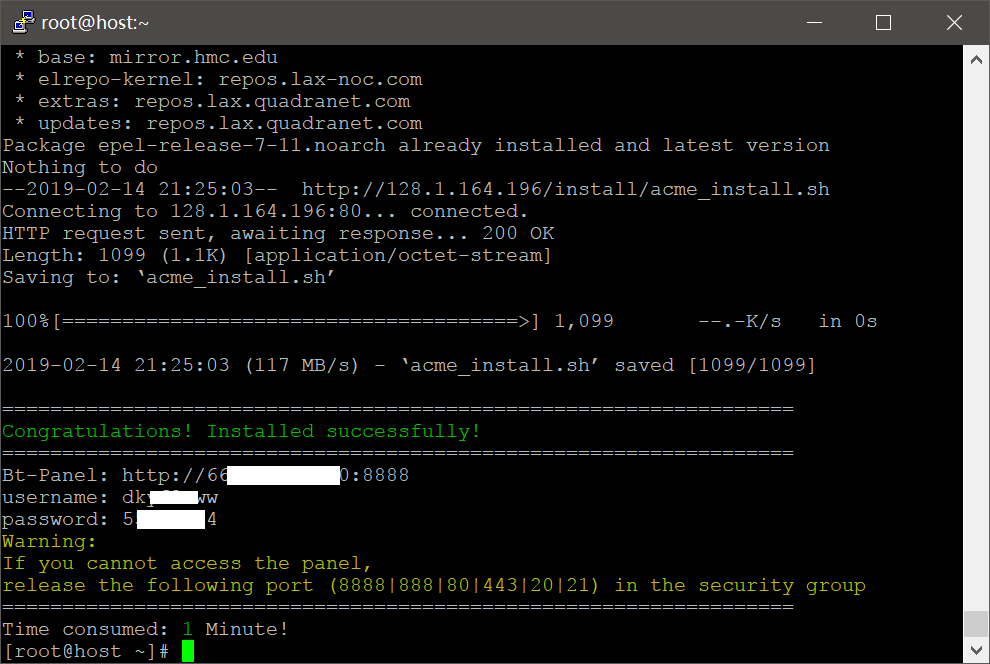 root@host:~
* base: mirror.hmc.edu
* elrepo-kernel: repos.lax-noc.com
* extras: repos.lax.quadranet.com
* updates: repos.lax.quadranet.com
Package epel-release-7-11.noarch already installed and latest version
Nothing to do
--2019-02-14 21:25:03--  http://128.1.164.196/install/acme_install.sh
Connecting to 128.1.164.196:80... connected.
HTTP request sent, awaiting response... 200 OK
Length: 1099 (1.1K) [application/octet-stream]
Saving to: ‘acme_install.sh’
100%[======================================>] 1,099       --.-K/s   in 0s
2019-02-14 21:25:03 (117 MB/s) - ‘acme_install.sh’ saved [1099/1099]
==================================================================
Congratulations! Installed successfully!
==================================================================
Bt-Panel: http://66 0:8888
username: dky ww
password: 5 4
Warning:
If you cannot access the panel,
release the following port (8888|888|80|443|20|21) in the security group
==================================================================
Time consumed: 1 Minute!
[root@host ~]#